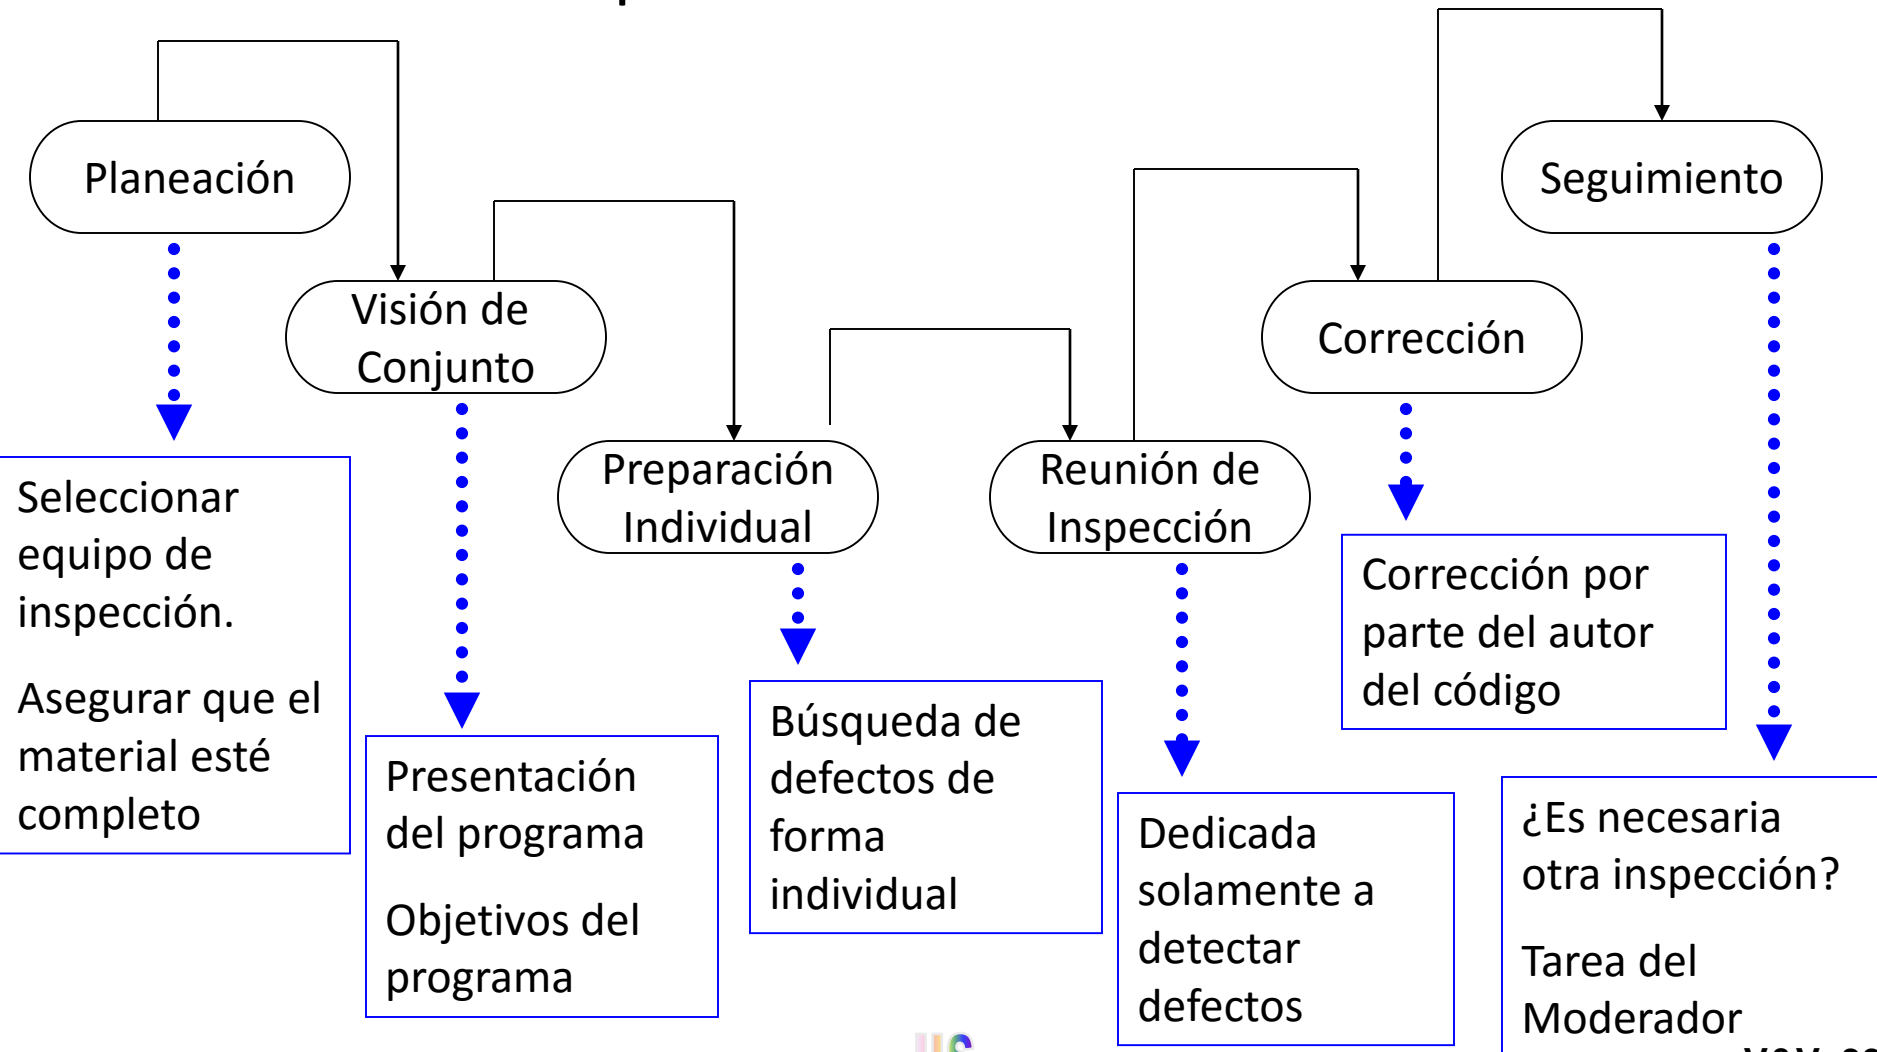 Planeación
Seguimiento
Visión de
Conjunto
Corrección
Preparación
Individual
Reunión de
Inspección
Seleccionar
equipo de
inspección.
Asegurar que el
material esté
completo
Presentación
del programa
Objetivos del
programa
Búsqueda de
defectos de
forma
individual
Dedicada
solamente a
detectar
defectos
Corrección por
parte del autor
del código
¿Es necesaria
otra inspección?
Tarea del
Moderador